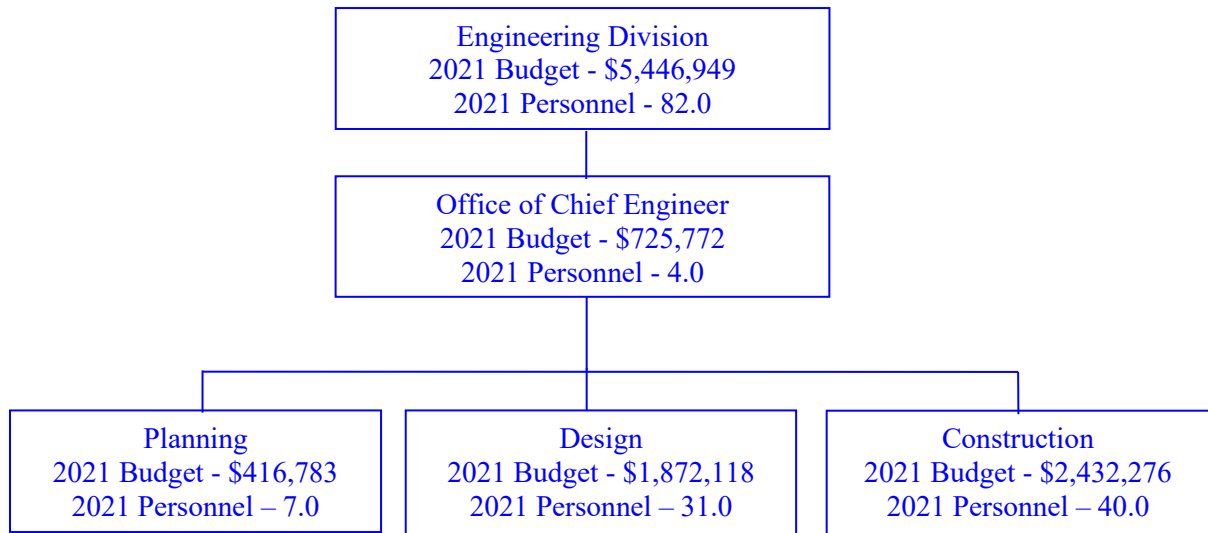 Engineering Division
2021 Budget - $5,446,949
2021 Personnel - 82.0
Office of Chief Engineer
2021 Budget - $725,772
2021 Personnel - 4.0
Planning
2021 Budget - $416,783
2021 Personnel – 7.0
Design
2021 Budget - $1,872,118
2021 Personnel – 31.0
Construction
2021 Budget - $2,432,276
2021 Personnel – 40.0